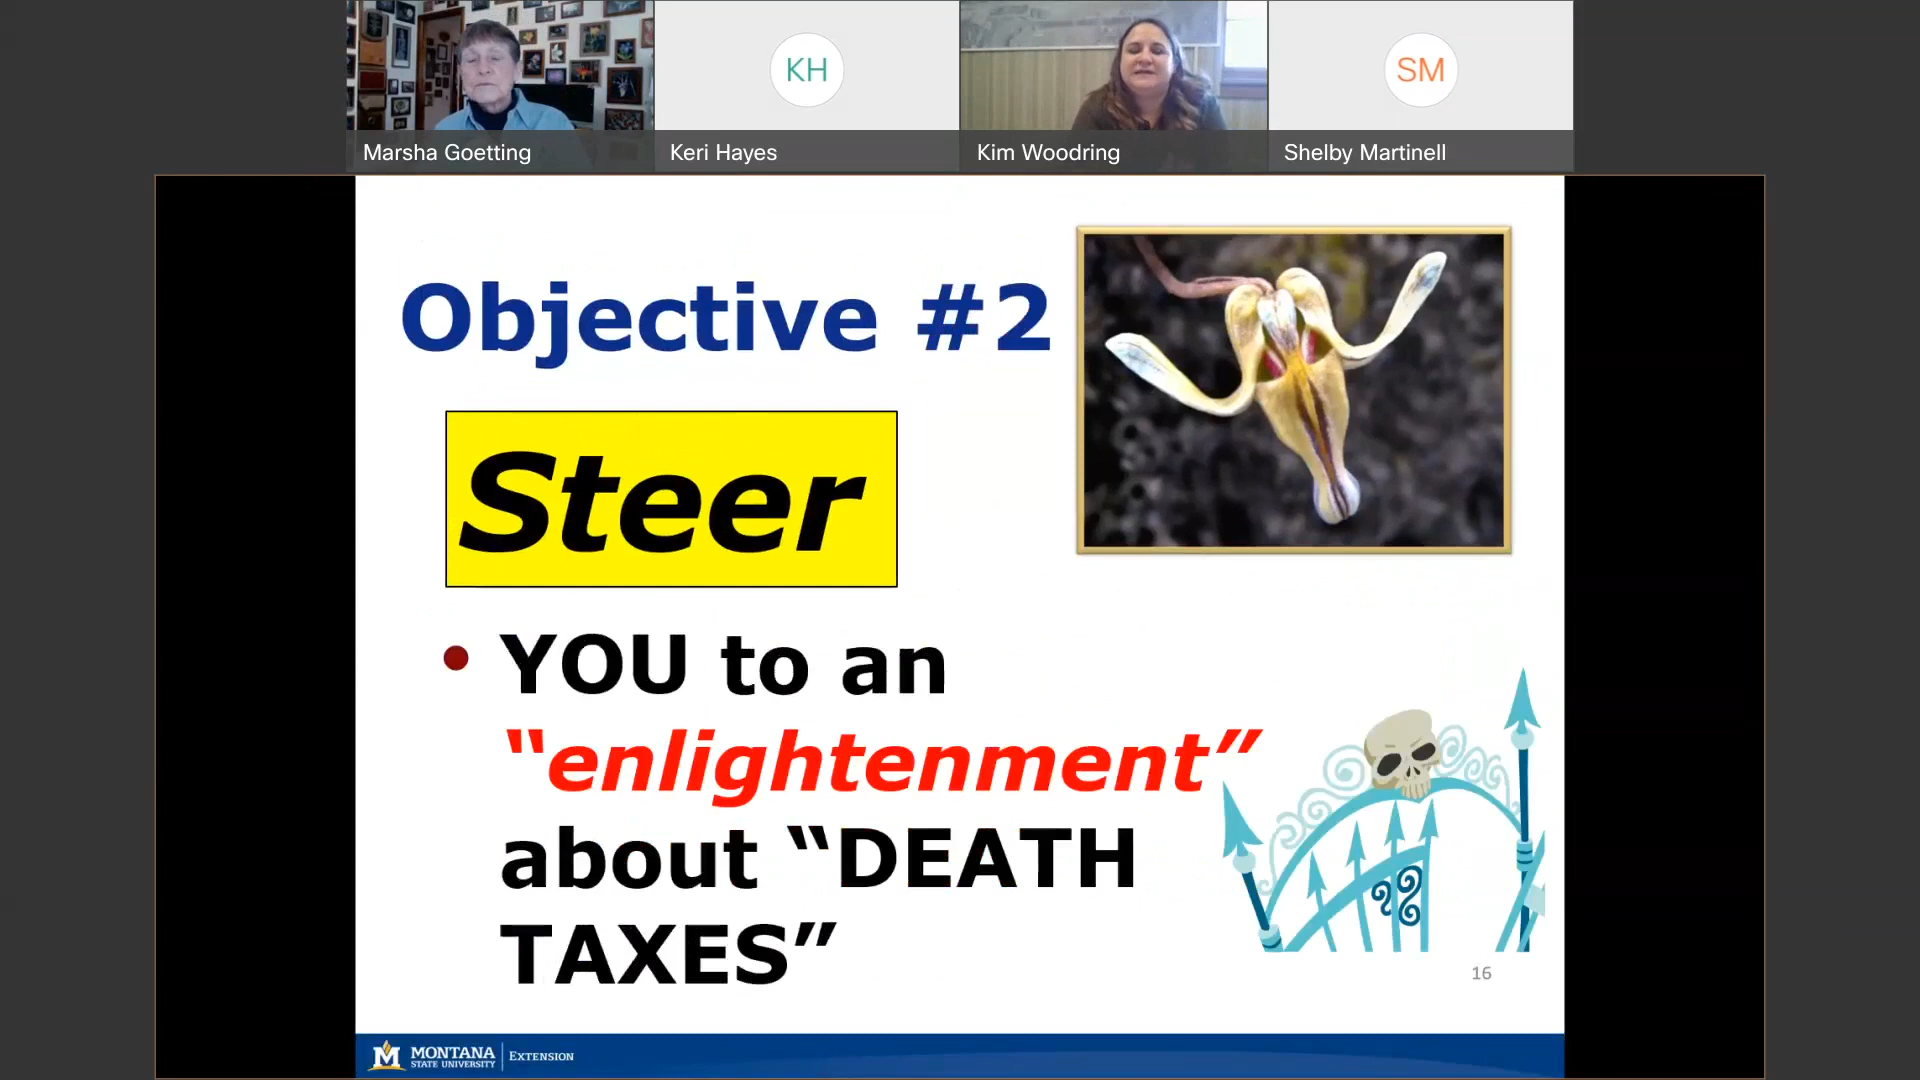 KH
SM
Marsha Goetting
Keri Hayes
Kim Woodring
Shelby Martinell
Objective #2
Steer
• YOU to an
“enlightenment”
about “DEATH
TAXES”
16
M MONTANA
STATE UNIVERSITY
EXTENSION